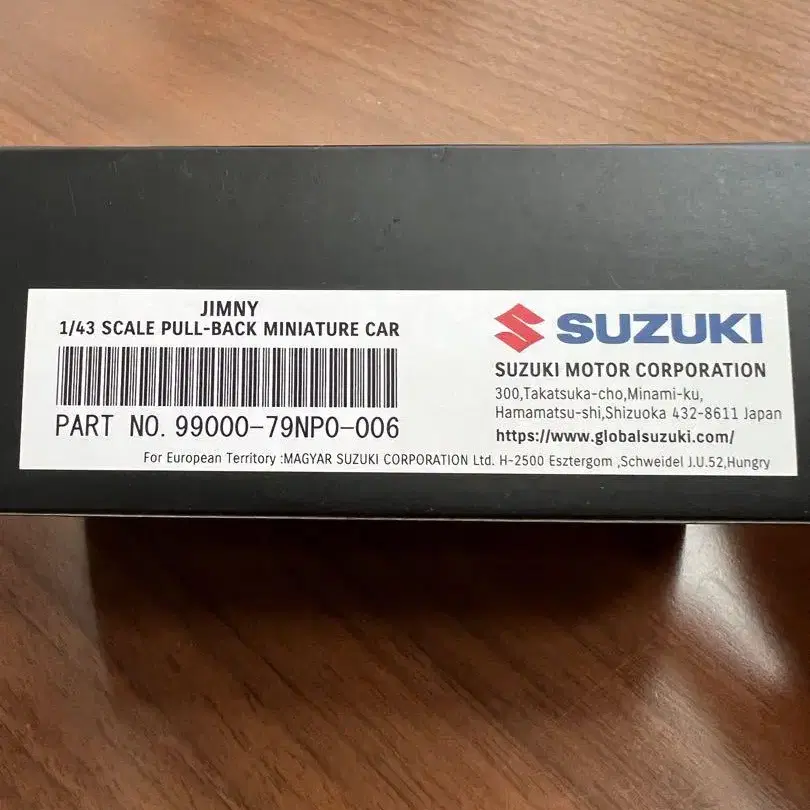 JIMNY
1/43 SCALE PULL-BACK MINIATURE CAR
PART NO. 99000-79NP0-006
SUZUKI
SUZUKI MOTOR CORPORATION
300,Takatsuka-cho,Minami-ku,
Hamamatsu-shi,Shizuoka 432-8611 Japan
https://www.globalsuzuki.com/
For European Territory :MAGYAR SUZUKI CORPORATION Ltd. H-2500 Esztergom ,Schweidel J.U.52,Hungry